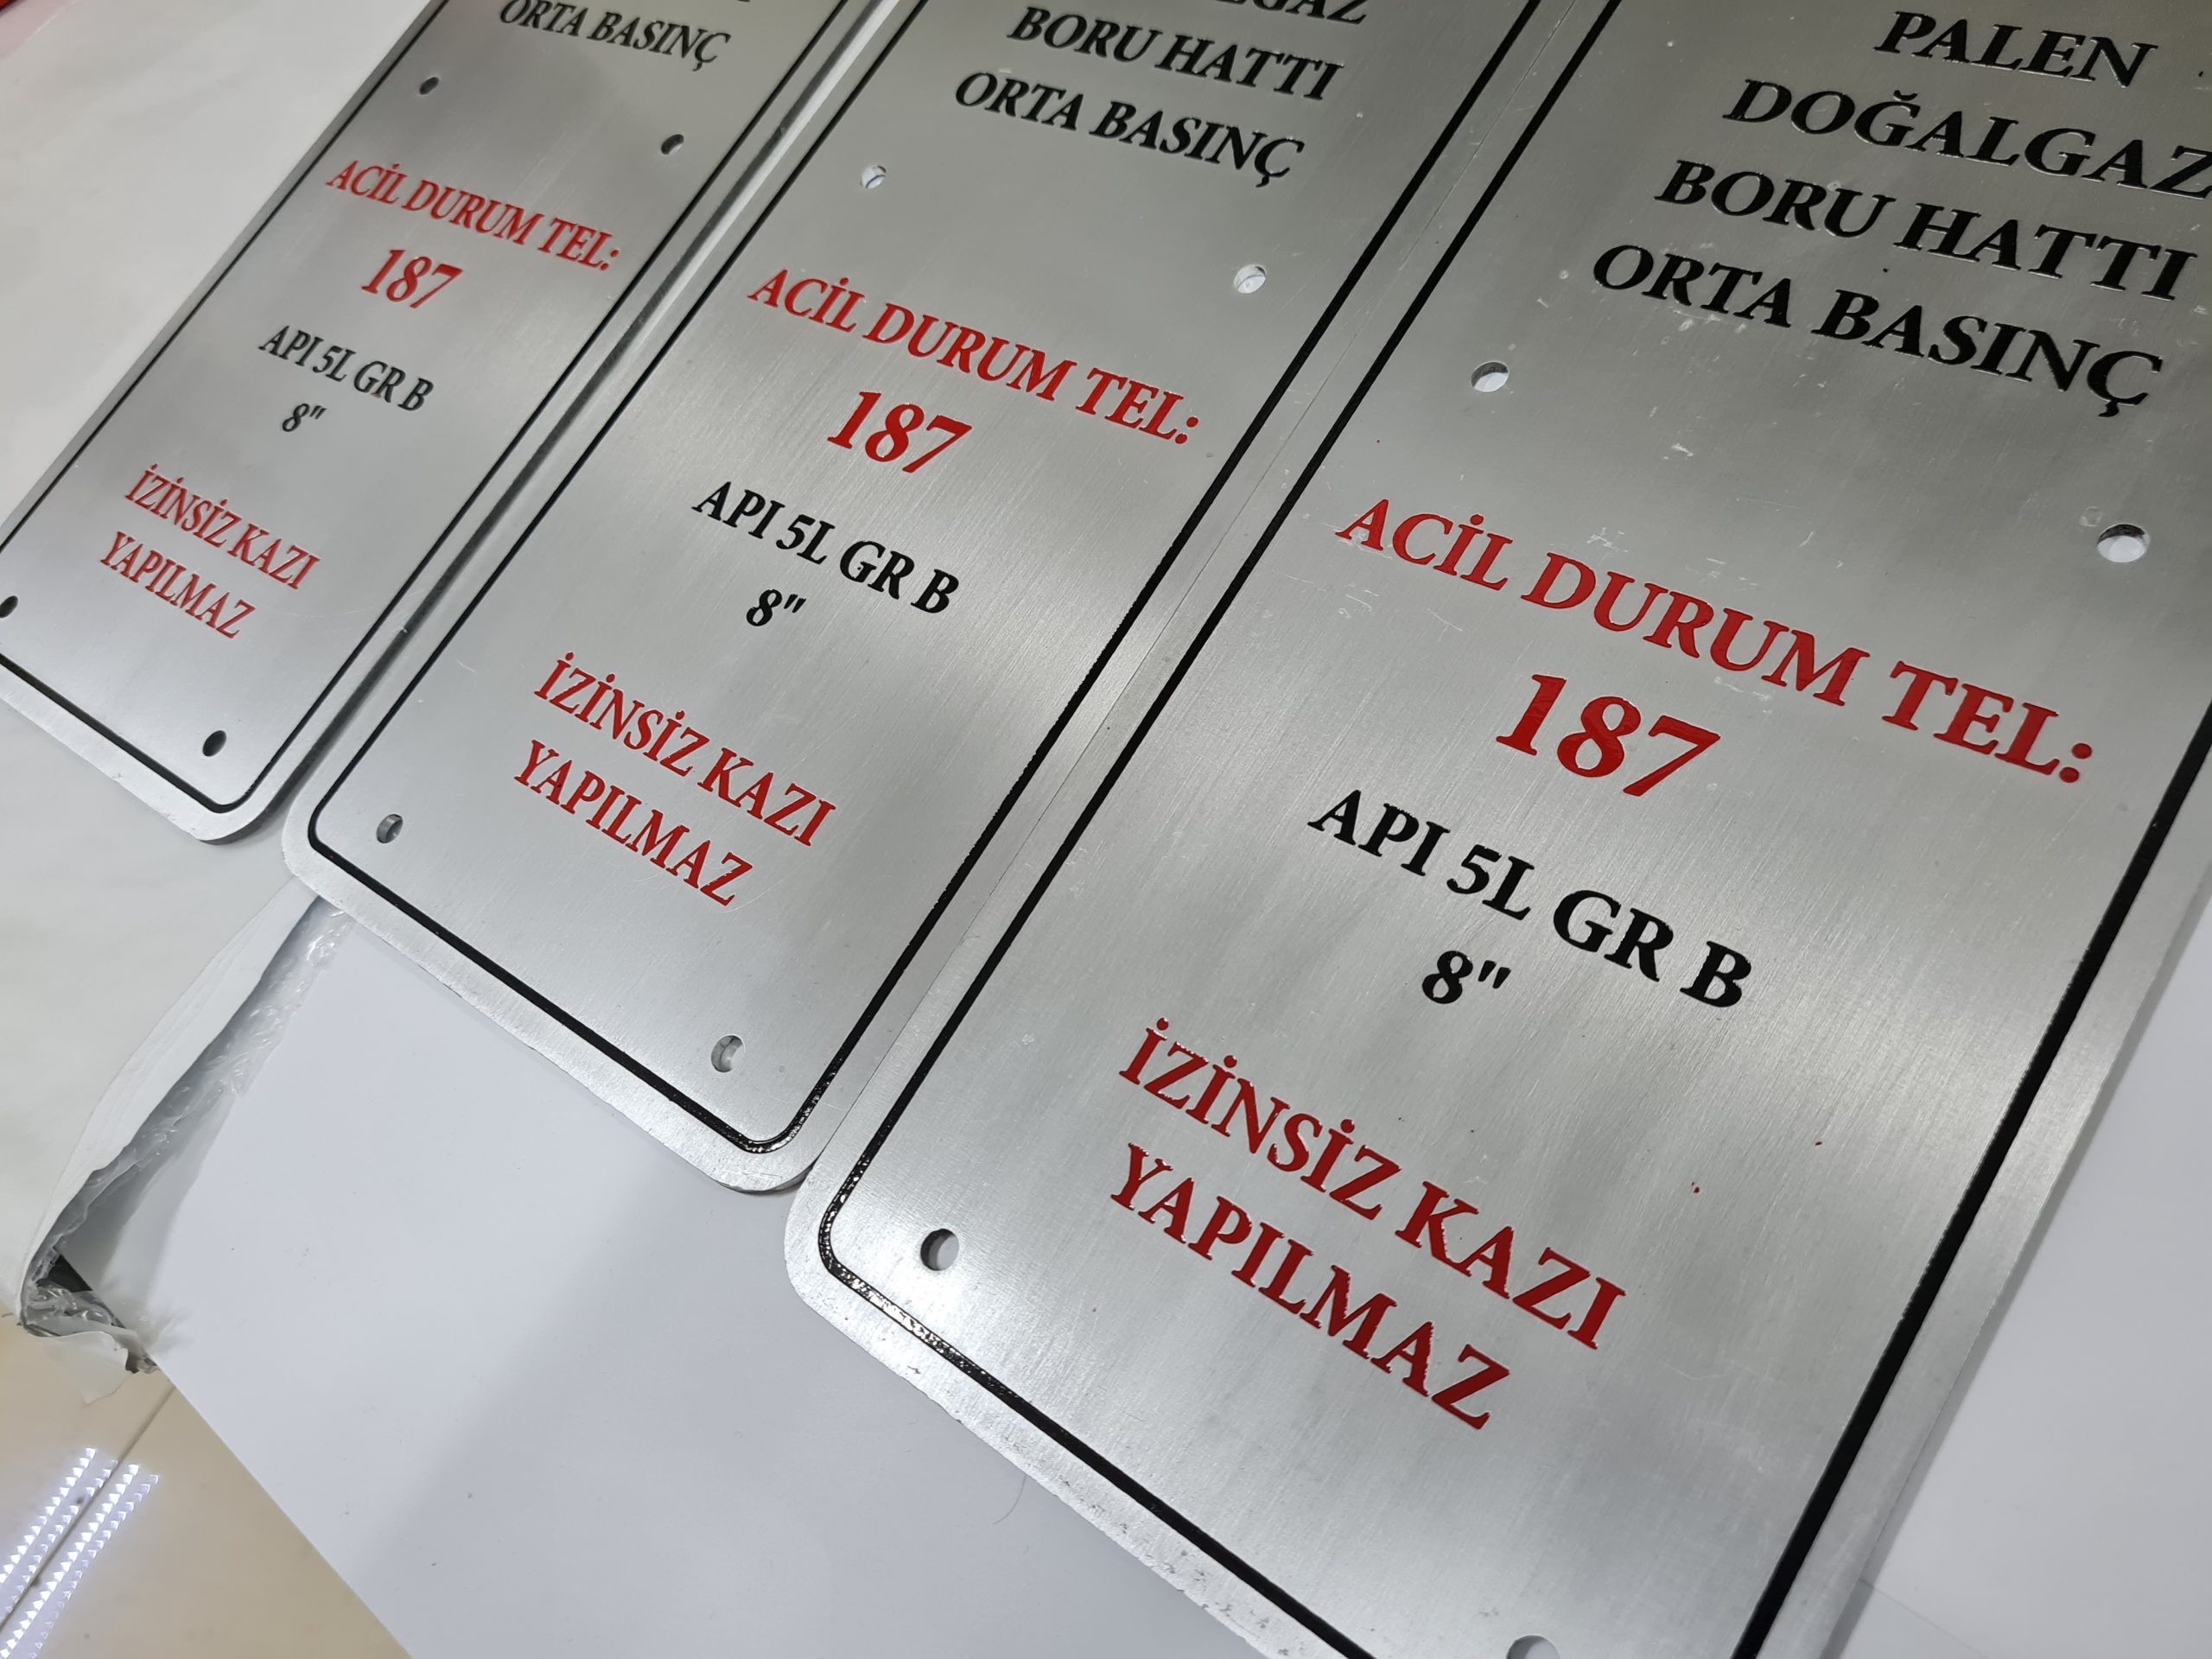 ORTA BASINÇ
ACİL DURUM TEL:
187
API 5L GR B
8"
İZİNSİZ KAZI
YAPILMAZ
BORU HATTI
ORTA BASINÇ
ACİL DURUM TEL:
187
API 5L GR B
8"
İZİNSİZ KAZI
YAPILMAZ
PALEN
DOĞALGAZ
BORU HATTI
ORTA BASINÇ
ACİL DURUM TEL:
187
API 5L GR B
8"
İZİNSİZ KAZI
YAPILMAZ